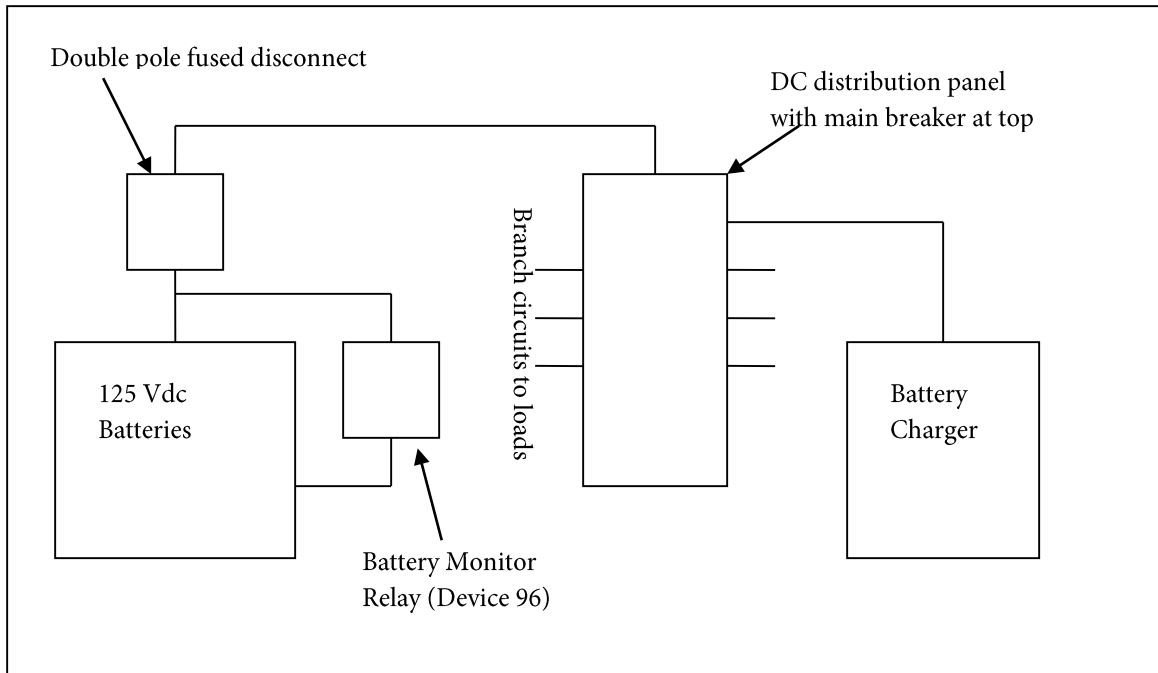 Double pole fused disconnect
DC distribution panel
with main breaker at top
Branch circuits to loads
125 Vdc
Batteries
Battery
Charger
Battery Monitor
Relay (Device 96)